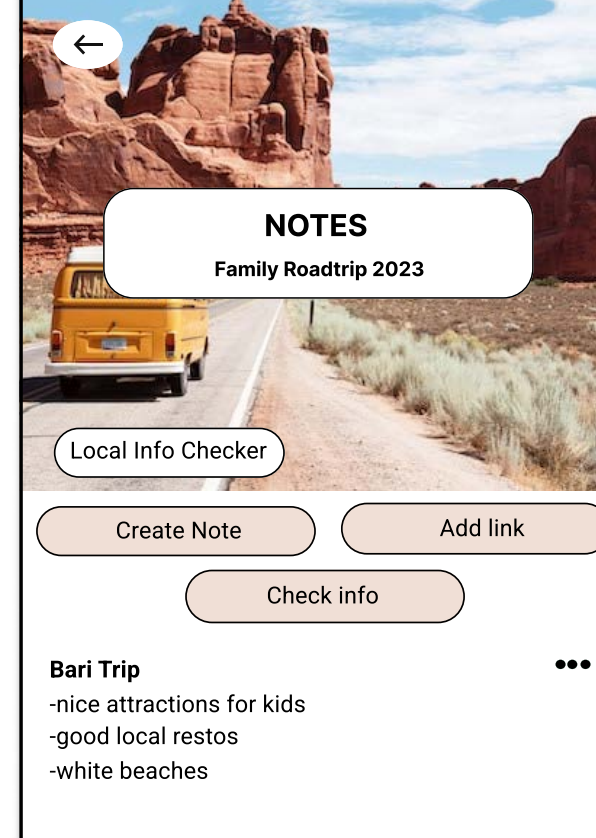 NOTES
Family Roadtrip 2023
Local Info Checker
Create Note
Add link
Check info
Bari Trip
-nice attractions for kids
-good local restos
-white beaches